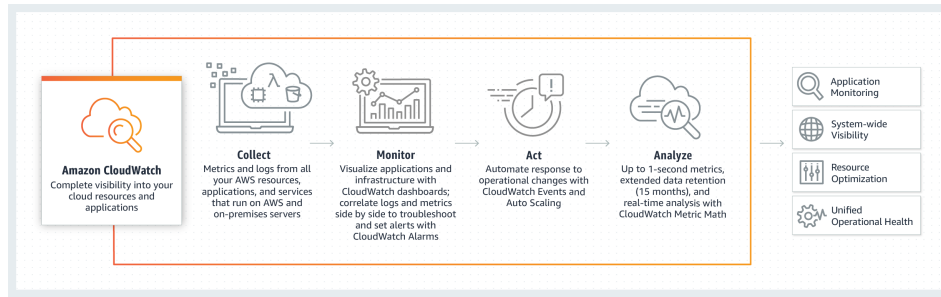 Amazon CloudWatch
Complete visibility into your
cloud resources and
applications
Collect
Metrics and logs from all
your AWS resources,
applications, and services
that run on AWS and
on-premises servers
Monitor
Visualize applications and
infrastructure with
CloudWatch dashboards;
correlate logs and metrics
side by side to troubleshoot
and set alerts with
CloudWatch Alarms
Act
Automate response to
operational changes with
CloudWatch Events and
Auto Scaling
Analyze
Up to 1-second metrics,
extended data retention
(15 months), and
real-time analysis with
CloudWatch Metric Math
Application
Monitoring
System-wide
Visibility
Resource
Optimization
Unified
Operational Health